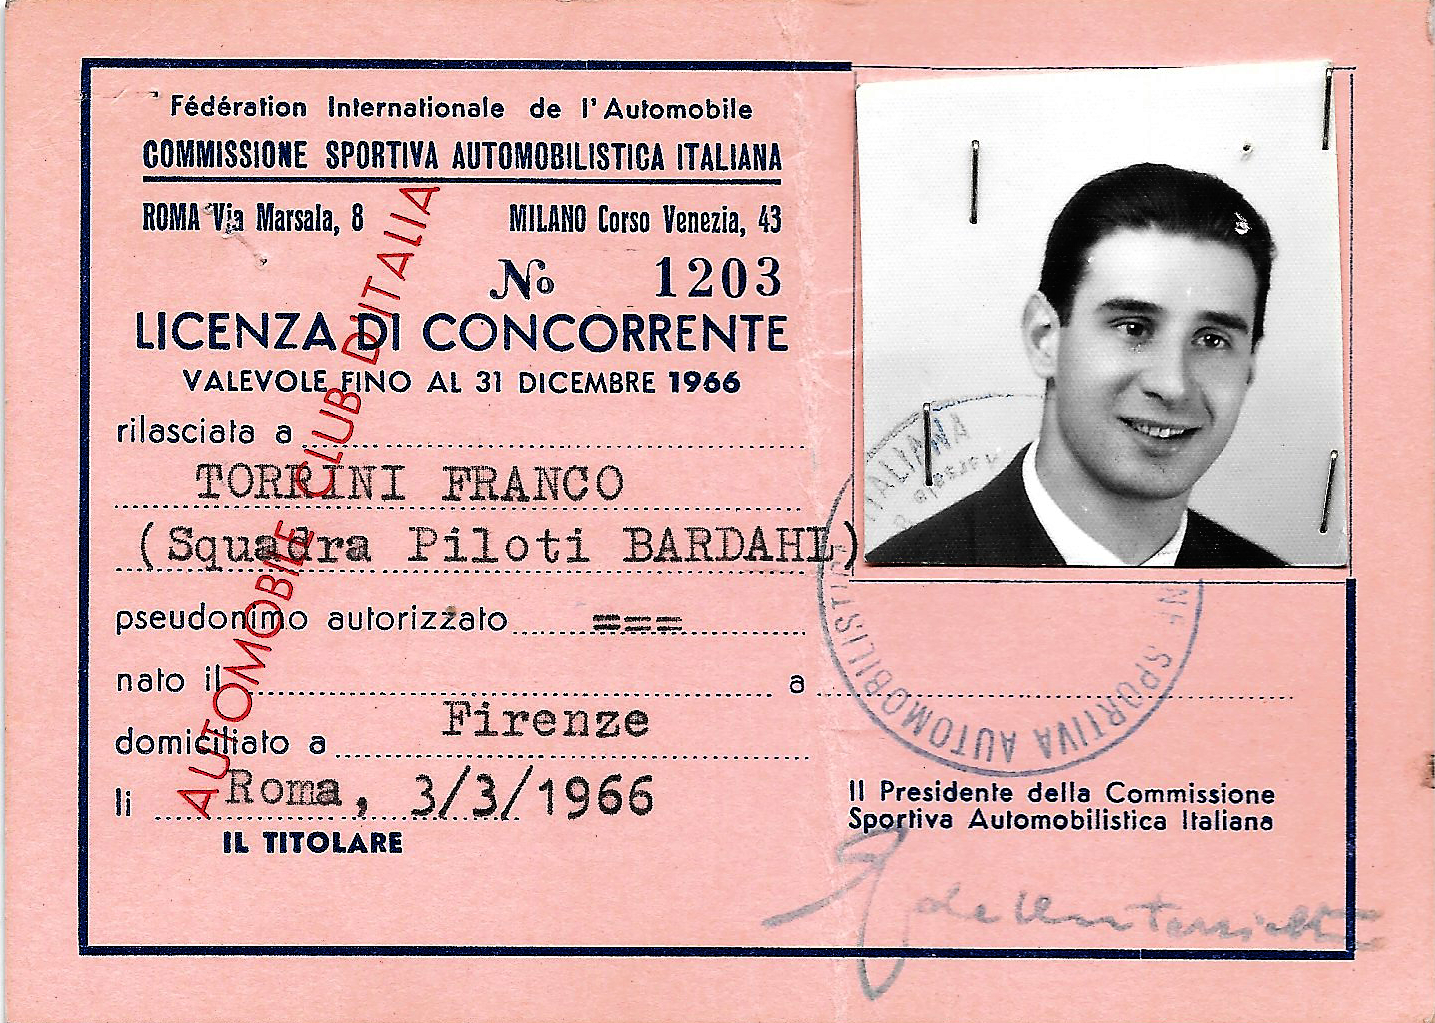 Fédération Internationale de l'Automobile
COMMISSIONE SPORTIVA AUTOMOBILISTICA ITALIANA
ROMA Via Marsala, 8 MILANO Corso Venezia, 43
No 1203
LICENZA DI CONCORRENTE
VALEVOLE FINO AL 31 DICEMBRE 1966
rilasciata a
TORRINI FRANCO
(Squadra Piloti BARDAHL)
pseudonimo autorizzato ===
nato il a
domiciliato a Firenze
li Roma, 3/3/1966
IL TITOLARE
Il Presidente della Commissione
Sportiva Automobilistica Italiana
AUTOMOBILE CLUB D'ITALIA
SPORTIVA AUTOMOBILISTICA
ITALIANA